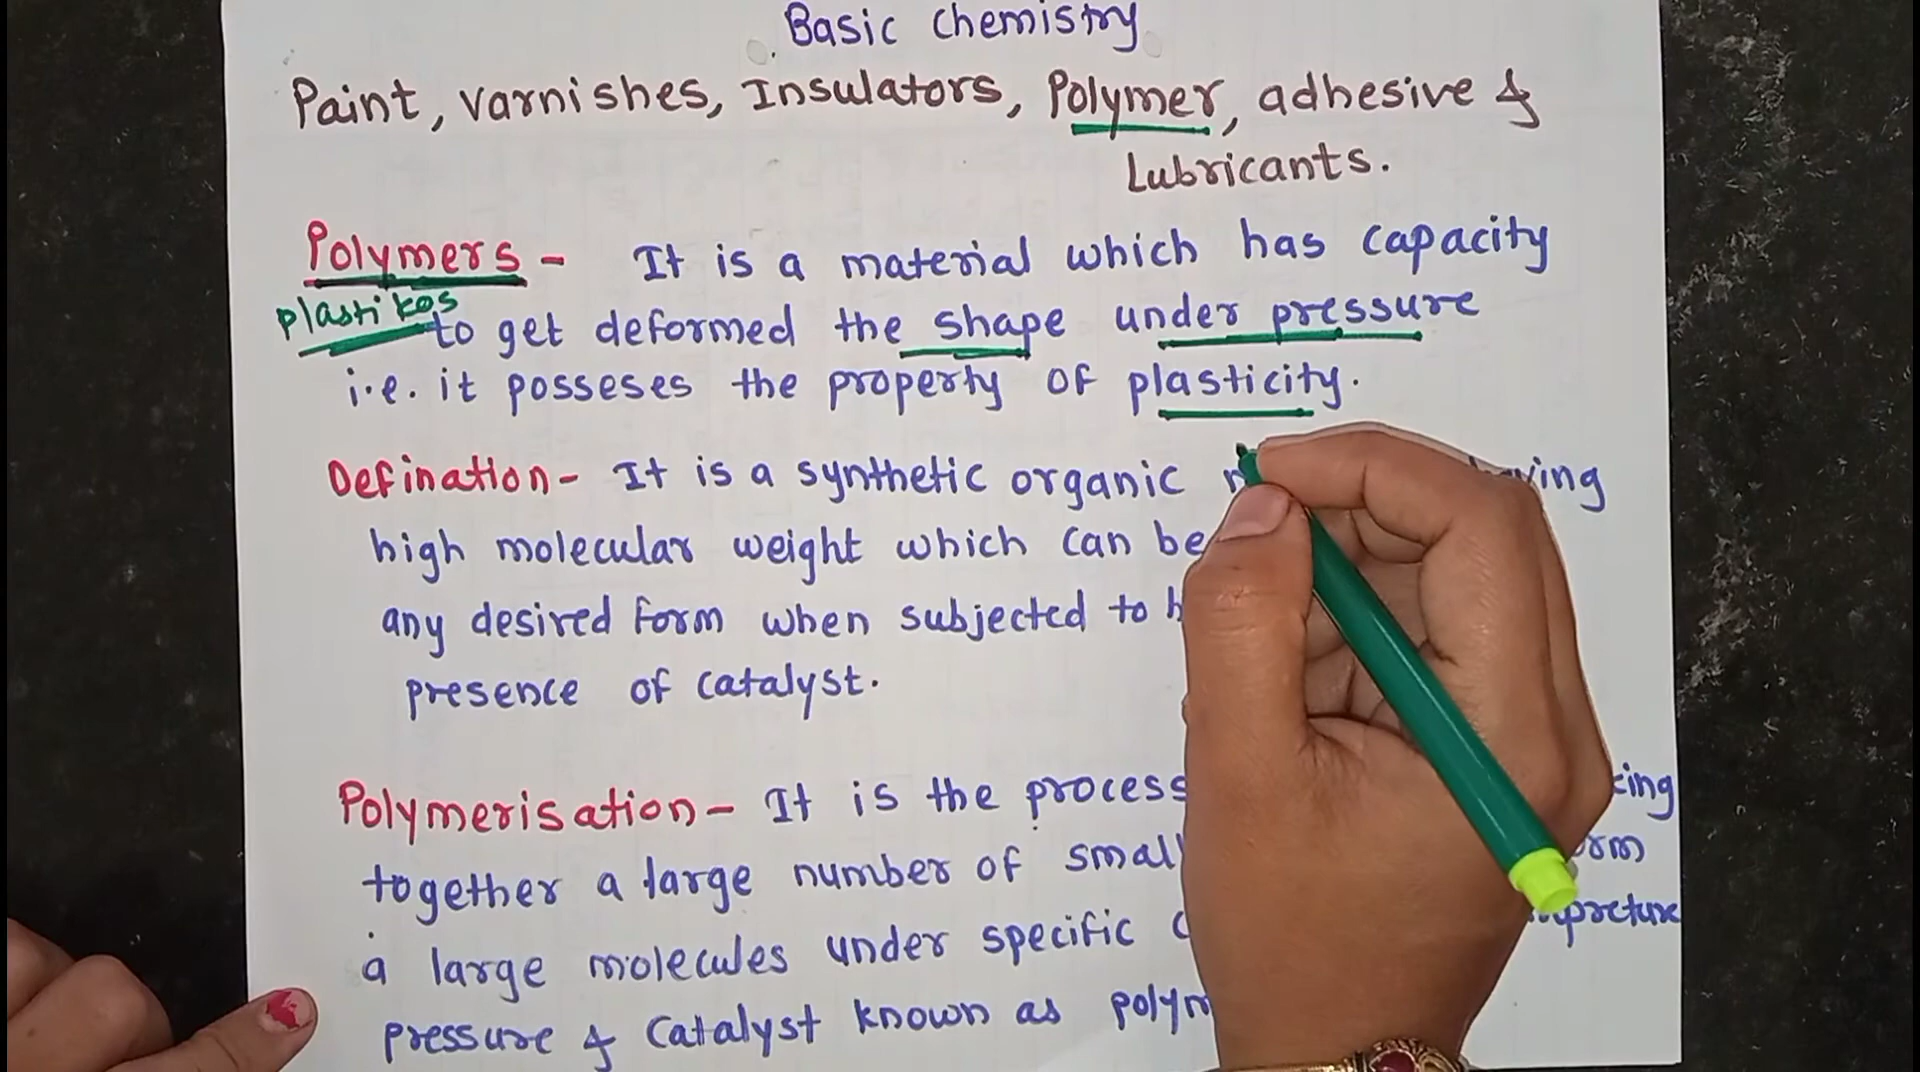 Basic Chemistry
Paint, varnishes, Insulators, Polymer, adhesive &
Lubricants.
Polymers - It is a material which has capacity
plastikos
to get deformed the shape under pressure
i.e. it posseses the property of plasticity.
Defination - It is a synthetic organic
high molecular weight which can be
any desired form when subjected to
presence of catalyst.
Polymerisation - It is the process
together a large number of small
a large molecules under specific
pressure & catalyst known as